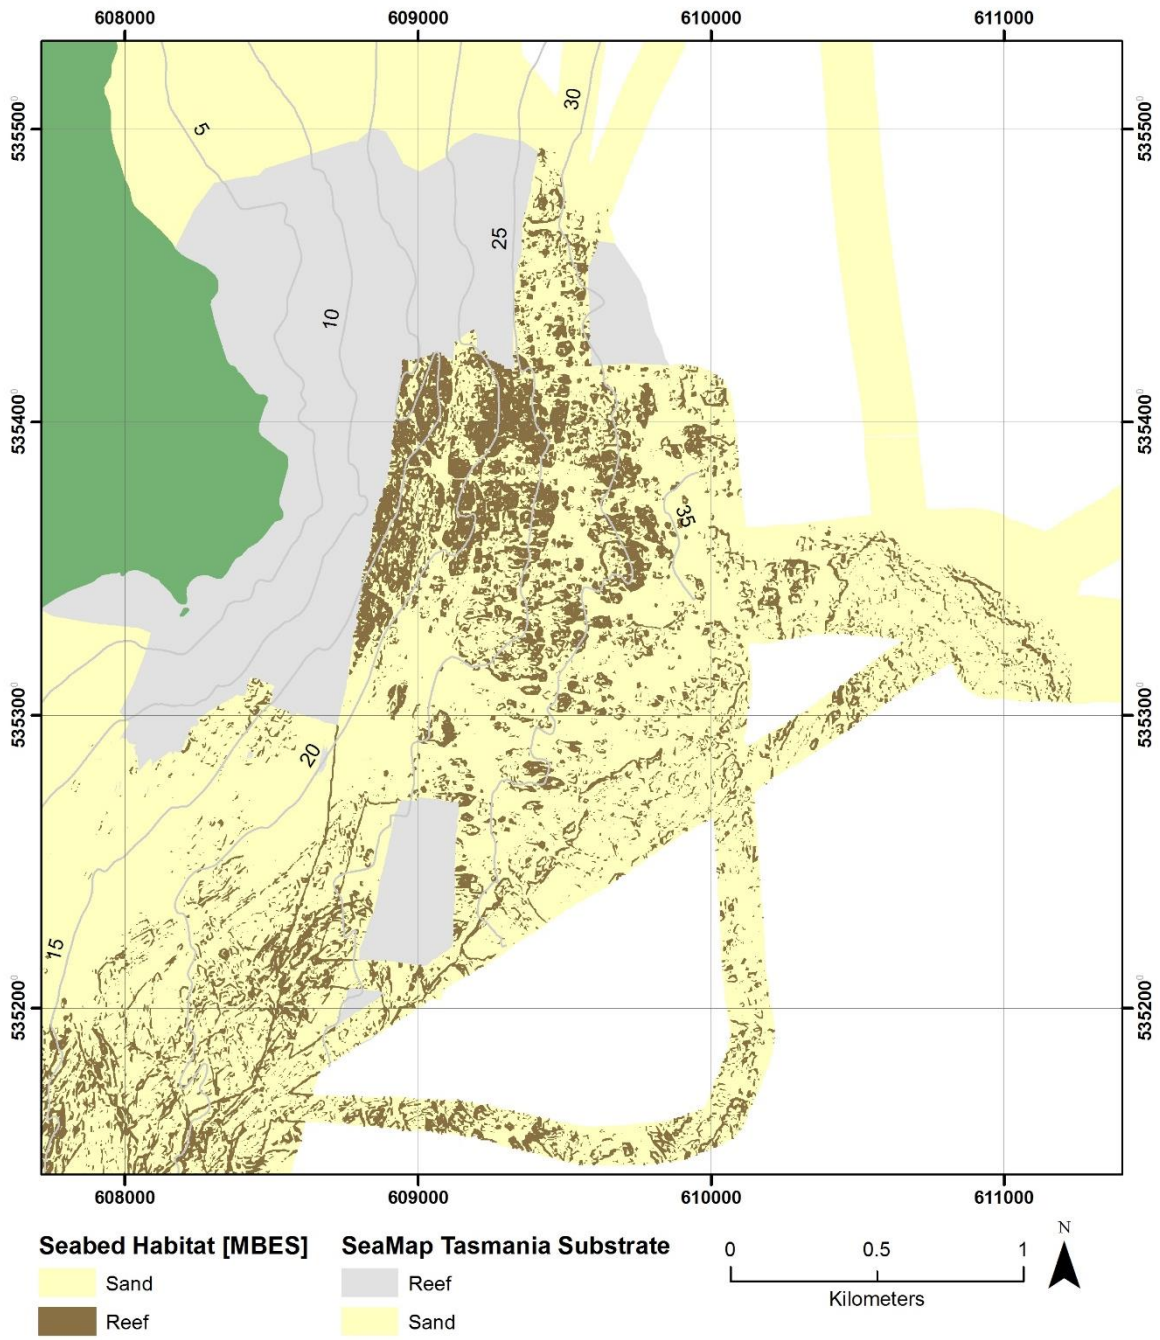 608000 609000 610000 611000
5355000 5355000
5 30
25
10
5354000 5354000
35
5353000 5353000
20
15
5352000 5352000
608000 609000 610000 611000
Seabed Habitat [MBES] SeaMap Tasmania Substrate
Sand Reef
Reef Sand
0 0.5 1
Kilometers
N